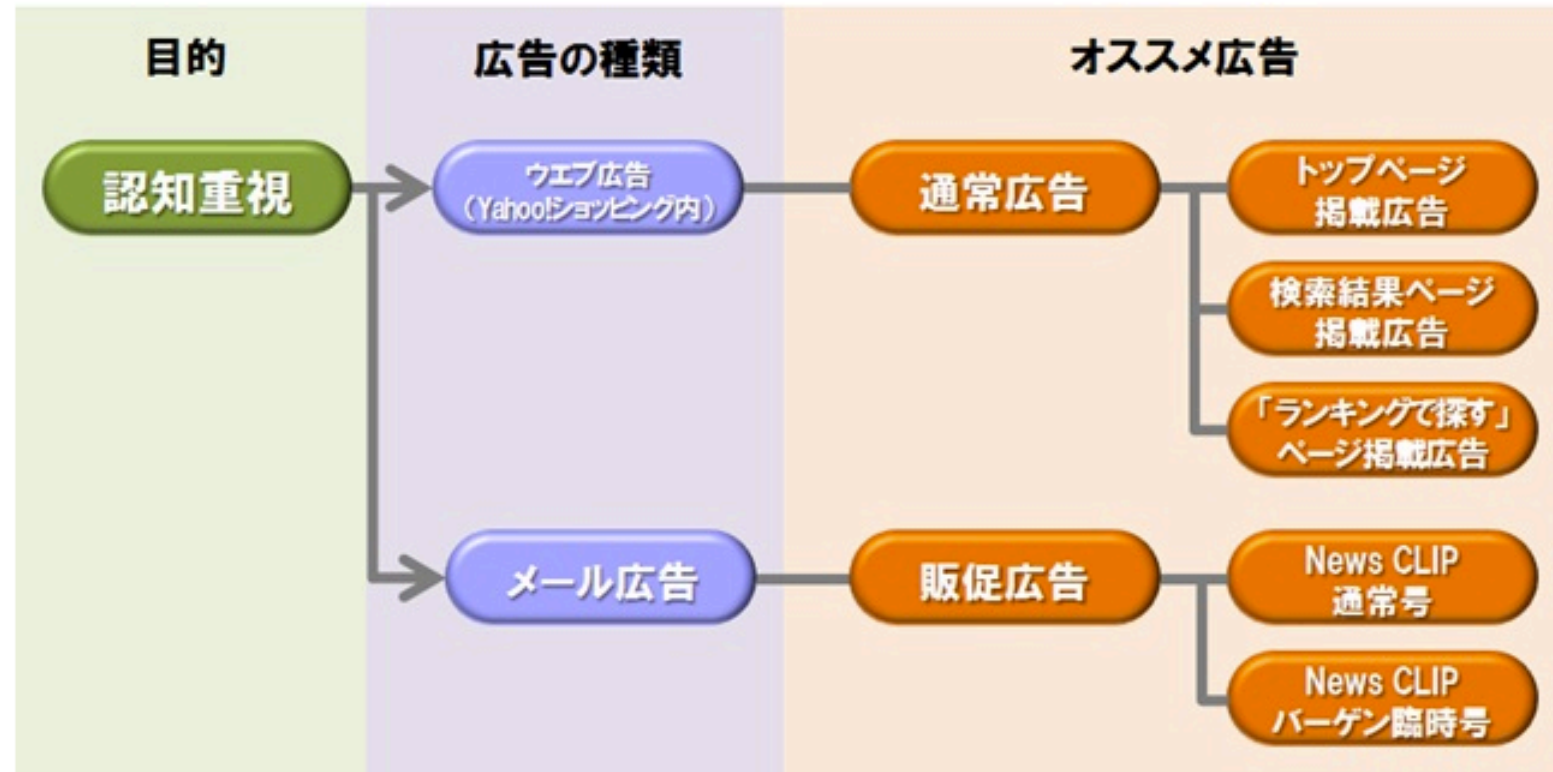 目的
広告の種類
オススメ広告
認知重視
ウエブ広告
（Yahoo!ショッピング内）
通常広告
トップページ
掲載広告
検索結果ページ
掲載広告
「ランキングで探す」
ページ掲載広告
メール広告
販促広告
News CLIP
通常号
News CLIP
バーゲン臨時号